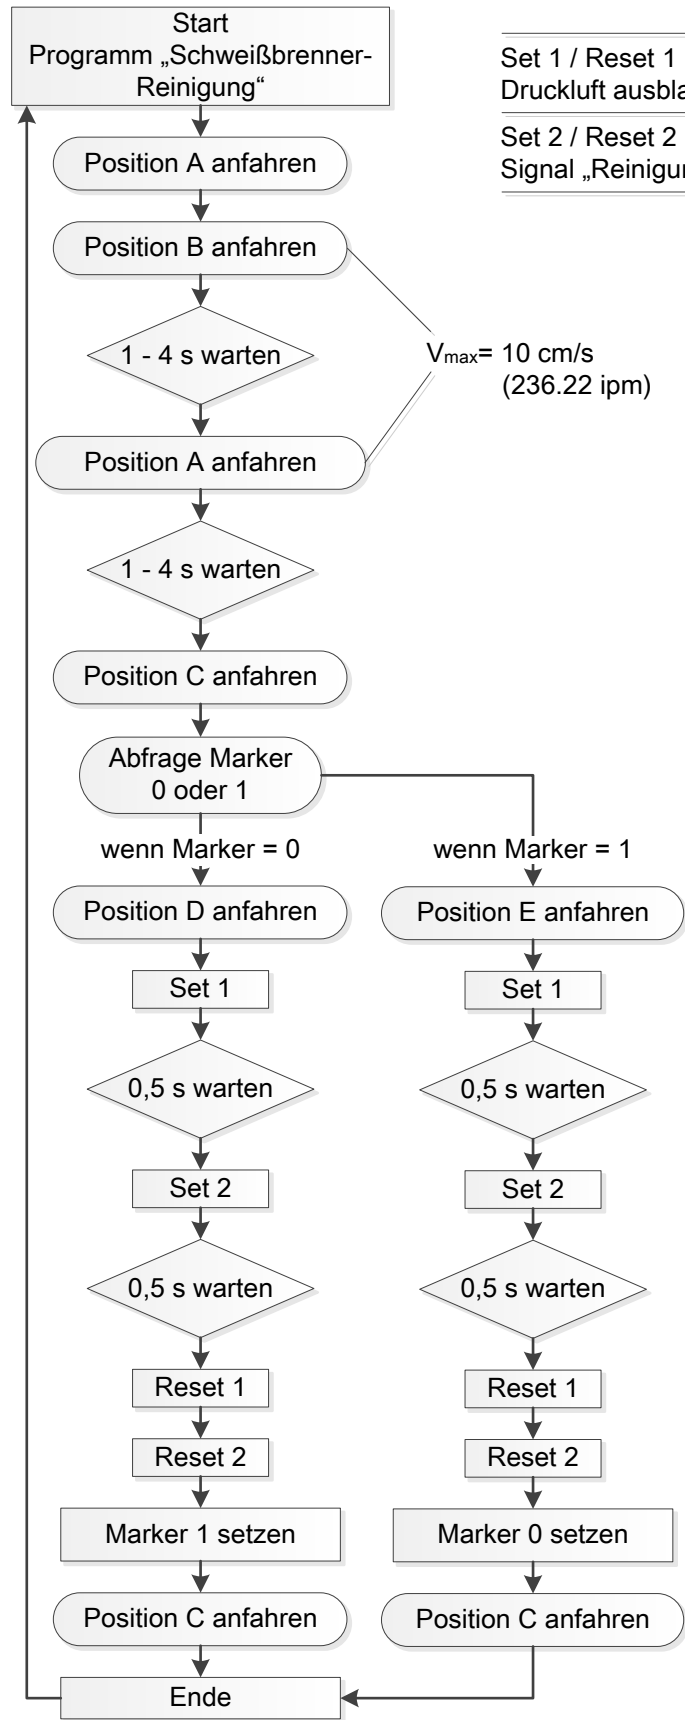 Start
Programm „Schweißbrenner-
Reinigung“
Set 1 / Reset 1
Druckluft
Set 2 / Reset 2
Signal
Position A anfahren
Position B anfahren
1 - 4 s warten
Vmax= 10 cm/s
(236.22 ipm)
Position A anfahren
1 - 4 s warten
Position C anfahren
Abfrage Marker
0 oder 1
wenn Marker = 0
wenn Marker = 1
Position D anfahren
Position E anfahren
Set 1
Set 1
0,5 s warten
0,5 s warten
Set 2
Set 2
0,5 s warten
0,5 s warten
Reset 1
Reset 1
Reset 2
Reset 2
Marker 1 setzen
Marker 0 setzen
Position C anfahren
Position C anfahren
Ende